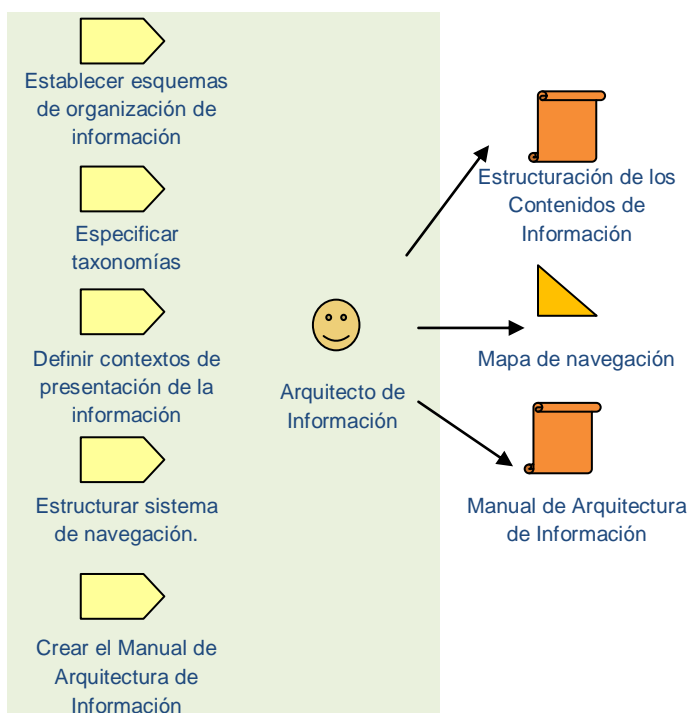 Establecer esquemas
de organización de
información
Especificar
taxonomías
Definir contextos de
presentación de la
información
Estructurar sistema
de navegación.
Crear el Manual de
Arquitectura de
Información
Arquitecto de
Información
Estructuración de los
Contenidos de
Información
Mapa de navegación
Manual de Arquitectura
de Información